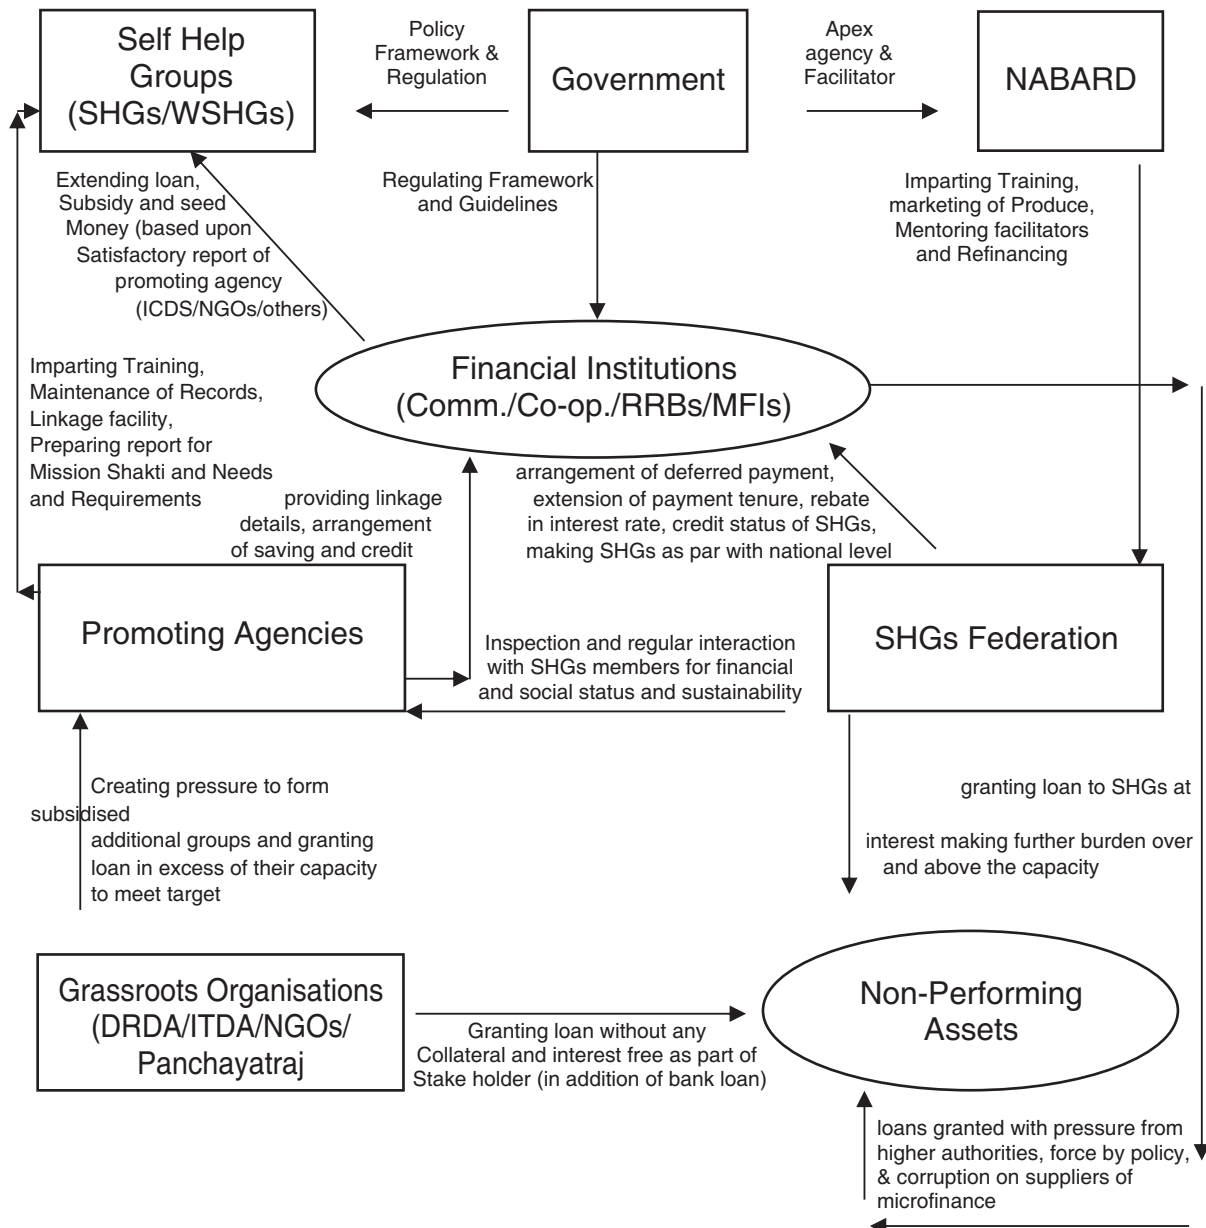 Self Help
Groups
(SHGs/WSHGs)
Policy
Framework &
Regulation
Government
Apex
agency &
Facilitator
NABARD
Extending loan,
Subsidy and seed
Money (based upon
Satisfactory report of
promoting agency
(ICDS/NGOs/others)
Regulating Framework
and Guidelines
Imparting Training,
marketing of Produce,
Mentoring facilitators
and Refinancing
Financial Institutions
(Comm./Co-op./RRBs/MFIs)
Imparting Training,
Maintenance of Records,
Linkage facility,
Preparing report for
Mission Shakti and Needs
and Requirements
providing linkage
details, arrangement
of saving and credit
arrangement of deferred payment,
extension of payment tenure, rebate
in interest rate, credit status of SHGs,
making SHGs as par with national level
Promoting Agencies
Inspection and regular interaction
with SHGs members for financial
and social status and sustainability
SHGs Federation
Creating pressure to form
subsidised
additional groups and granting
loan in excess of their capacity
to meet target
granting loan to SHGs at
interest making further burden over
and above the capacity
Grassroots Organisations
(DRDA/ITDA/NGOs/
Panchayatraj
Granting loan without any
Collateral and interest free as part of
Stake holder (in addition of bank loan)
Non-Performing
Assets
loans granted with pressure from
higher authorities, force by policy,
& corruption on suppliers of
microfinance